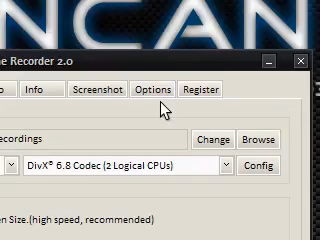 NCAN
e Recorder 2.0
o Info Screenshot Options Register
ecordings Change Browse
DivX® 6.8 Codec (2 Logical CPUs) Config
en Size.(high speed, recommended)